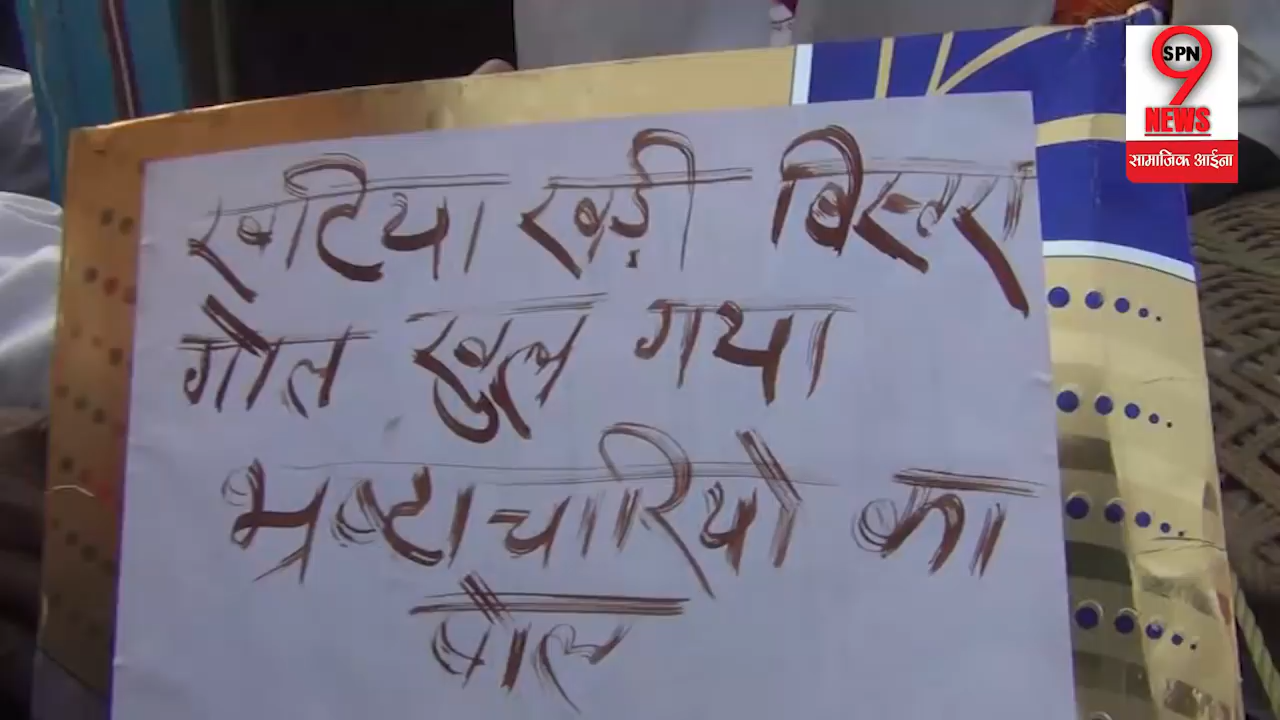 SPN
9
NEWS
सामाजिक आईना
खटिया खड़ी बिस्तरा
गोल खुल गया
भ्रष्टाचारियो का
पोल